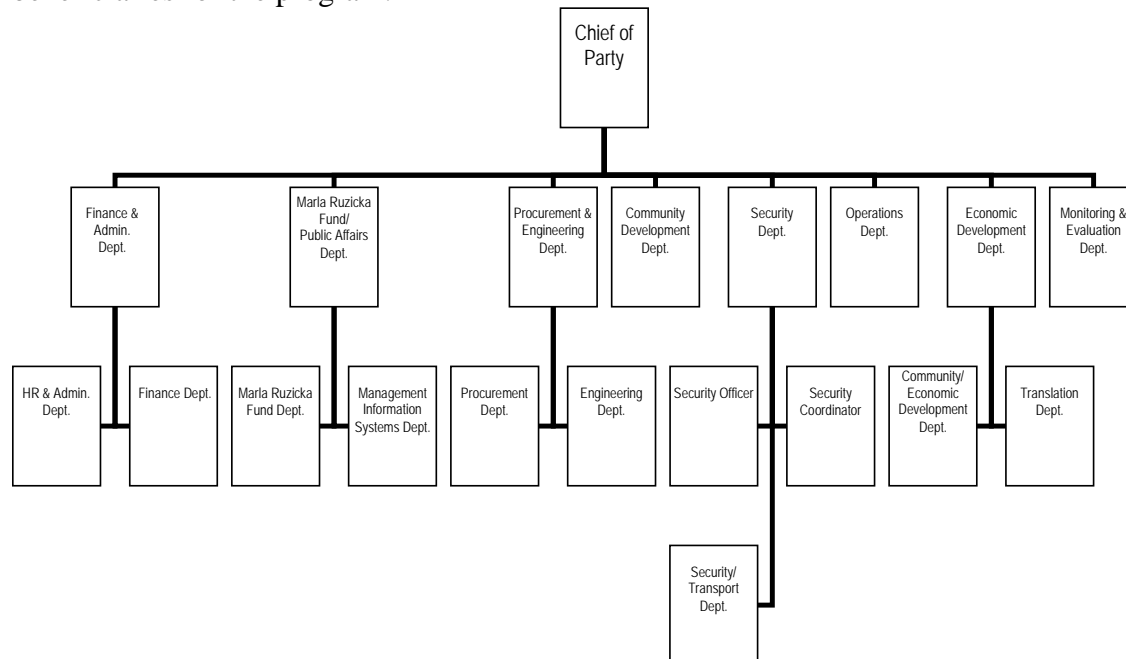 Chief of
Party
Finance &
Admin.
Dept.
Marla Ruzicka
Fund/
Public Affairs
Dept.
Procurement &
Engineering
Dept.
Community
Development
Dept.
Security
Dept.
Operations
Dept.
Economic
Development
Dept.
Monitoring &
Evaluation
Dept.
HR & Admin.
Dept.
Finance Dept.
Marla Ruzicka
Fund Dept.
Management
Information
Systems Dept.
Procurement
Dept.
Engineering
Dept.
Security Officer
Security
Coordinator
Community/
Economic
Development
Dept.
Translation
Dept.
Security/
Transport
Dept.